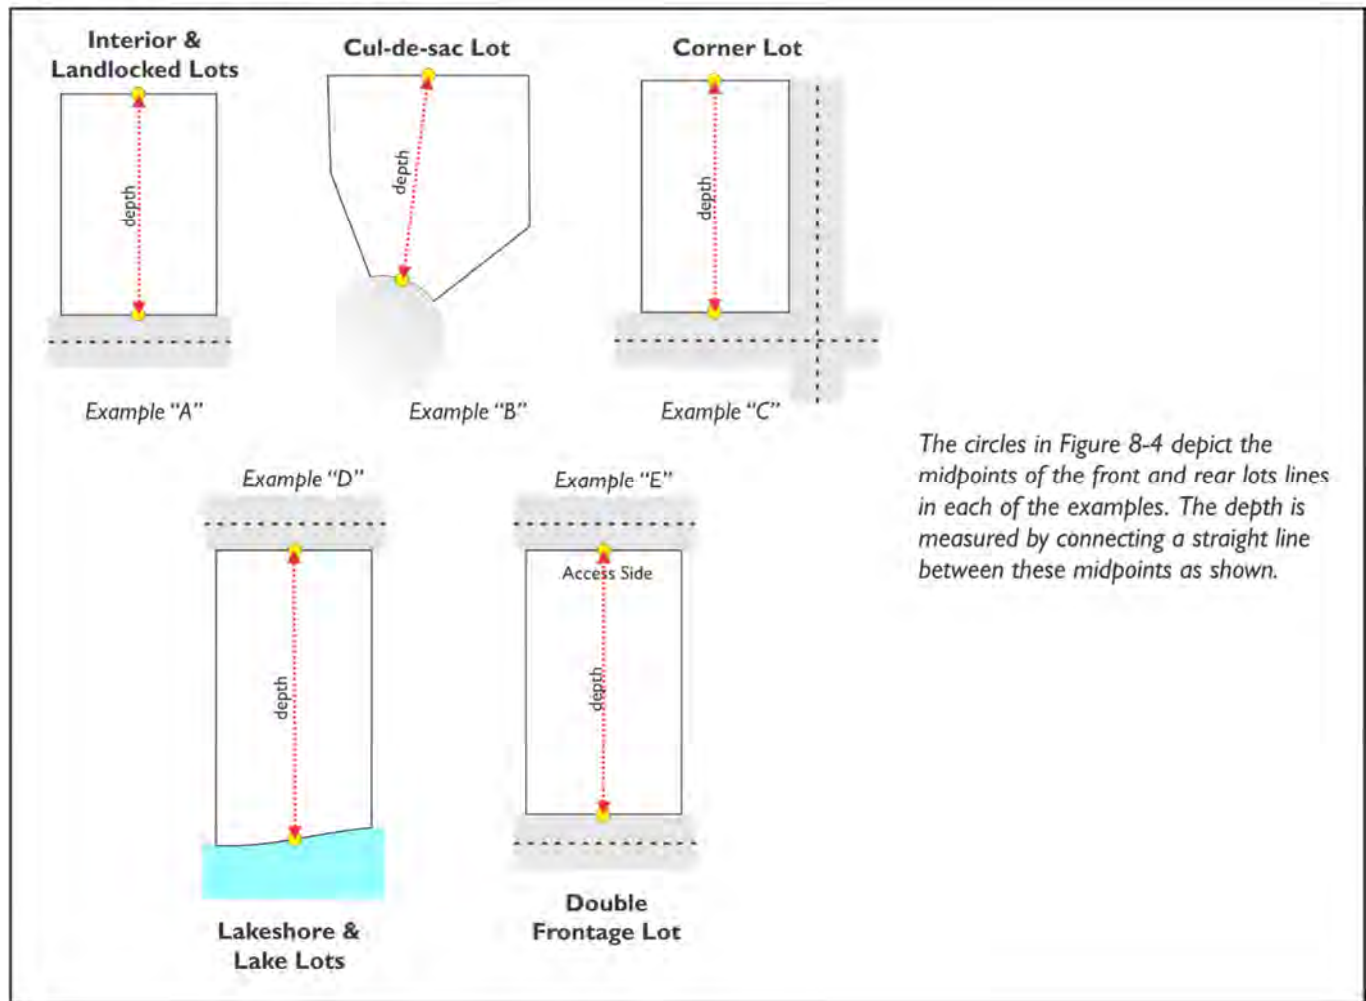 Interior &
Landlocked Lots
depth
Example “A”
Cul-de-sac Lot
depth
Example “B”
Corner Lot
depth
Example “C”
Example “D”
depth
Lakeshore &
Lake Lots
Example “E”
Access Side
depth
Double
Frontage Lot
The circles in Figure 8-4 depict the
midpoints of the front and rear lots lines
in each of the examples. The depth is
measured by connecting a straight line
between these midpoints as shown.